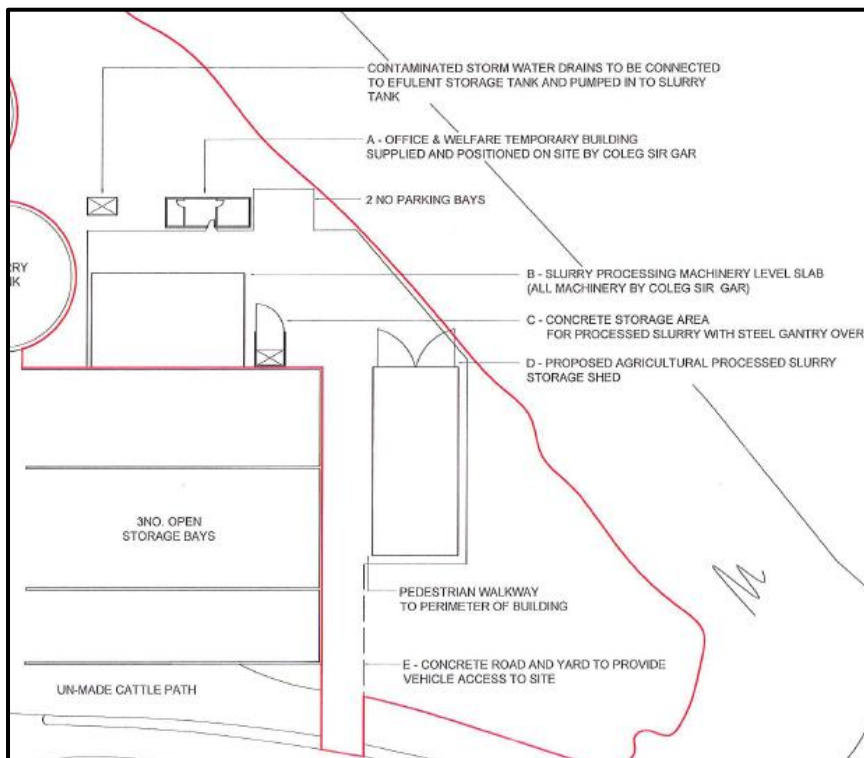 CONTAMINATED STORM WATER DRAINS TO BE CONNECTED
TO EFULENT STORAGE TANK AND PUMPED IN TO SLURRY
TANK
A - OFFICE & WELFARE TEMPORARY BUILDING
SUPPLIED AND POSITIONED ON SITE BY COLEG SIR GAR
2 NO PARKING BAYS
RRY
NK
B - SLURRY PROCESSING MACHINERY LEVEL SLAB
(ALL MACHINERY BY COLEG SIR GAR)
C - CONCRETE STORAGE AREA
FOR PROCESSED SLURRY WITH STEEL GANTRY OVER
D - PROPOSED AGRICULTURAL PROCESSED SLURRY
STORAGE SHED
3NO. OPEN
STORAGE BAYS
PEDESTRIAN WALKWAY
TO PERIMETER OF BUILDING
E - CONCRETE ROAD AND YARD TO PROVIDE
VEHICLE ACCESS TO SITE
UN-MADE CATTLE PATH